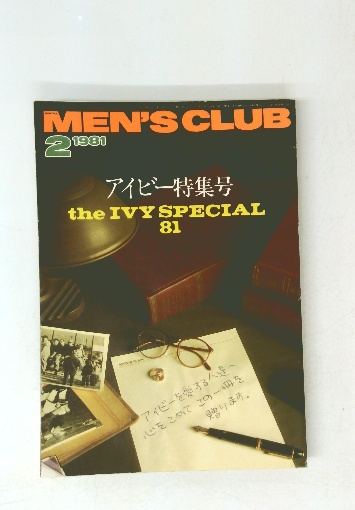 MEN'S CLUB
2 1981
アイビー特集号
the IVY SPECIAL
81
アイビーを愛する人達へ
心をこめて この一冊を
贈ります。